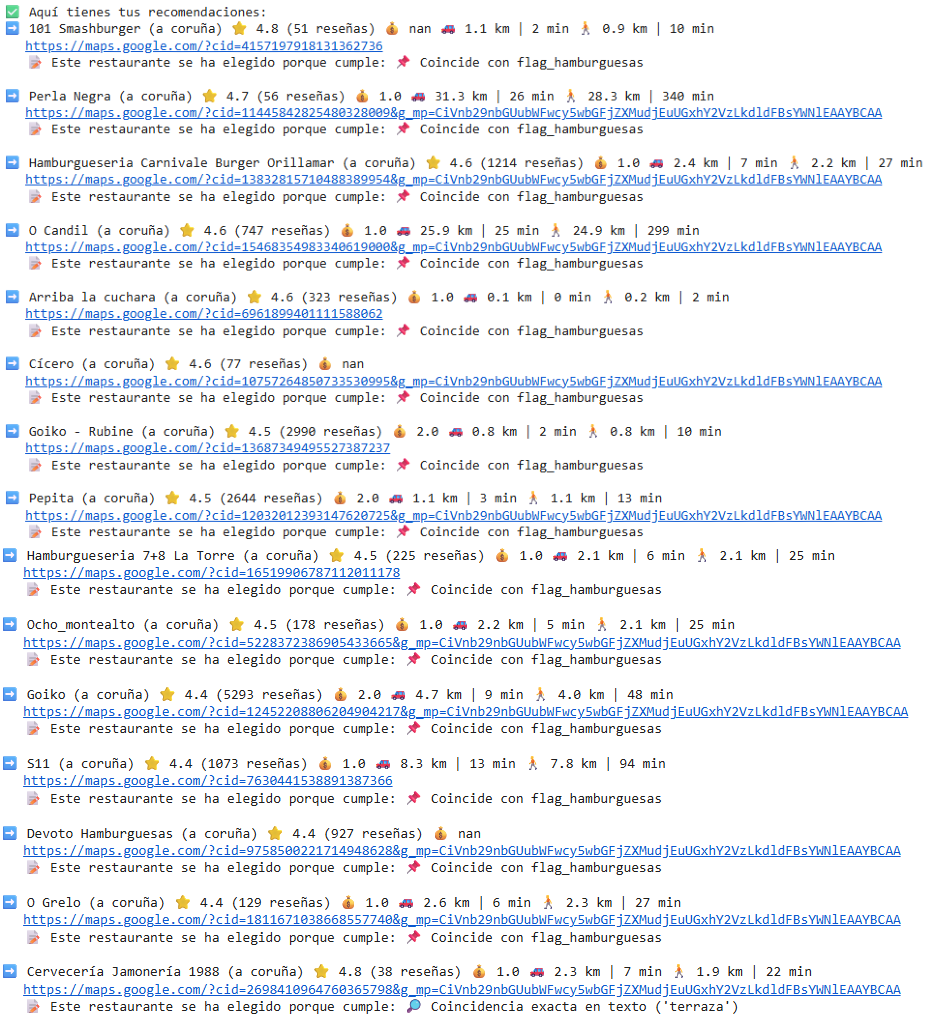 ✅ Aquí tienes tus recomendaciones:
➡️ 101 Smashburger (a coruña) ⭐ 4.8 (51 reseñas) 💰 nan 🚗 1.1 km | 2 min 🚶 0.9 km | 10 min
https://maps.google.com/?cid=4157197918131362736
📝 Este restaurante se ha elegido porque cumple: 📌 Coincide con flag_hamburguesas
➡️ Perla Negra (a coruña) ⭐ 4.7 (56 reseñas) 💰 1.0 🚗 31.3 km | 26 min 🚶 28.3 km | 340 min
https://maps.google.com/?cid=1144584282548032800​9&g_mp=CiVnb29nbGUubWFwcy5wbGFjZXMudjEuUGxhY2VzLkdldFBsYWNlEAAYBCAA
📝 Este restaurante se ha elegido porque cumple: 📌 Coincide con flag_hamburguesas
➡️ Hamburgueseria Carnivale Burger Orillamar (a coruña) ⭐ 4.6 (1214 reseñas) 💰 1.0 🚗 2.4 km | 7 min 🚶 2.2 km | 27 min
https://maps.google.com/?cid=13832815710488389954&g_mp=CiVnb29nbGUubWFwcy5wbGFjZXMudjEuUGxhY2VzLkdldFBsYWNlEAAYBCAA
📝 Este restaurante se ha elegido porque cumple: 📌 Coincide con flag_hamburguesas
➡️ O Candil (a coruña) ⭐ 4.6 (747 reseñas) 💰 1.0 🚗 25.9 km | 25 min 🚶 24.9 km | 299 min
https://maps.google.com/?cid=15468354983340619000&g_mp=CiVnb29nbGUubWFwcy5wbGFjZXMudjEuUGxhY2VzLkdldFBsYWNlEAAYBCAA
📝 Este restaurante se ha elegido porque cumple: 📌 Coincide con flag_hamburguesas
➡️ Arriba la cuchara (a coruña) ⭐ 4.6 (323 reseñas) 💰 1.0 🚗 0.1 km | 0 min 🚶 0.2 km | 2 min
https://maps.google.com/?cid=6961899401111588062
📝 Este restaurante se ha elegido porque cumple: 📌 Coincide con flag_hamburguesas
➡️ Cícero (a coruña) ⭐ 4.6 (77 reseñas) 💰 nan
https://maps.google.com/?cid=10757264850733530995&g_mp=CiVnb29nbGUubWFwcy5wbGFjZXMudjEuUGxhY2VzLkdldFBsYWNlEAAYBCAA
📝 Este restaurante se ha elegido porque cumple: 📌 Coincide con flag_hamburguesas
➡️ Goiko - Rubine (a coruña) ⭐ 4.5 (2990 reseñas) 💰 2.0 🚗 0.8 km | 2 min 🚶 0.8 km | 10 min
https://maps.google.com/?cid=13687349495527387237
📝 Este restaurante se ha elegido porque cumple: 📌 Coincide con flag_hamburguesas
➡️ Pepita (a coruña) ⭐ 4.5 (2644 reseñas) 💰 2.0 🚗 1.1 km | 3 min 🚶 1.1 km | 13 min
https://maps.google.com/?cid=1203201239314762072​5&g_mp=CiVnb29nbGUubWFwcy5wbGFjZXMudjEuUGxhY2VzLkdldFBsYWNlEAAYBCAA
📝 Este restaurante se ha elegido porque cumple: 📌 Coincide con flag_hamburguesas
➡️ Hamburgueseria 7+8 La Torre (a coruña) ⭐ 4.5 (225 reseñas) 💰 1.0 🚗 2.1 km | 6 min 🚶 2.1 km | 25 min
https://maps.google.com/?cid=16519906787112011178
📝 Este restaurante se ha elegido porque cumple: 📌 Coincide con flag_hamburguesas
➡️ Ocho_montealto (a coruña) ⭐ 4.5 (178 reseñas) 💰 1.0 🚗 2.2 km | 5 min 🚶 2.1 km | 25 min
https://maps.google.com/?cid=5228372386905433665&g_mp=CiVnb29nbGUubWFwcy5wbGFjZXMudjEuUGxhY2VzLkdldFBsYWNlEAAYBCAA
📝 Este restaurante se ha elegido porque cumple: 📌 Coincide con flag_hamburguesas
➡️ Goiko (a coruña) ⭐ 4.4 (5293 reseñas) 💰 2.0 🚗 4.7 km | 9 min 🚶 4.0 km | 48 min
https://maps.google.com/?cid=12452208806204904217&g_mp=CiVnb29nbGUubWFwcy5wbGFjZXMudjEuUGxhY2VzLkdldFBsYWNlEAAYBCAA
📝 Este restaurante se ha elegido porque cumple: 📌 Coincide con flag_hamburguesas
➡️ S11 (a coruña) ⭐ 4.4 (1073 reseñas) 💰 1.0 🚗 8.3 km | 13 min 🚶 7.8 km | 94 min
https://maps.google.com/?cid=7630441538891387366
📝 Este restaurante se ha elegido porque cumple: 📌 Coincide con flag_hamburguesas
➡️ Devoto Hamburguesas (a coruña) ⭐ 4.4 (927 reseñas) 💰 nan
https://maps.google.com/?cid=9758500221714948628&g_mp=CiVnb29nbGUubWFwcy5wbGFjZXMudjEuUGxhY2VzLkdldFBsYWNlEAAYBCAA
📝 Este restaurante se ha elegido porque cumple: 📌 Coincide con flag_hamburguesas
➡️ O Grelo (a coruña) ⭐ 4.4 (129 reseñas) 💰 1.0 🚗 2.6 km | 6 min 🚶 2.3 km | 27 min
https://maps.google.com/?cid=1811671038668557740&g_mp=CiVnb29nbGUubWFwcy5wbGFjZXMudjEuUGxhY2VzLkdldFBsYWNlEAAYBCAA
📝 Este restaurante se ha elegido porque cumple: 📌 Coincide con flag_hamburguesas
➡️ Cervecería Jamonería 1988 (a coruña) ⭐ 4.8 (38 reseñas) 💰 1.0 🚗 2.3 km | 7 min 🚶 1.9 km | 22 min
https://maps.google.com/?cid=2698410964760365798&g_mp=CiVnb29nbGUubWFwcy5wbGFjZXMudjEuUGxhY2VzLkdldFBsYWNlEAAYBCAA
📝 Este restaurante se ha elegido porque cumple: 🔎 Coincidencia exacta en texto ('terraza')